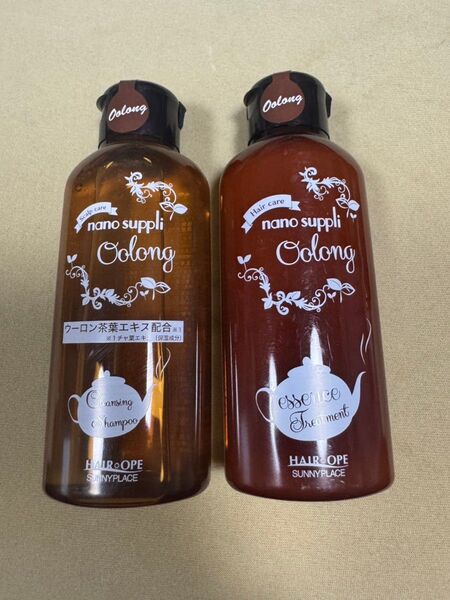 Oolong
Scalp care
nano suppli
Oolong
ウーロン茶葉エキス配合※1
※1チャ葉エキス(保湿成分)
Cleansing
Shampoo
HAIR OPE
SUNNYPLACE
Oolong
Hair care
nano suppli
Oolong
essence
Treatment
HAIR OPE
SUNNYPLACE